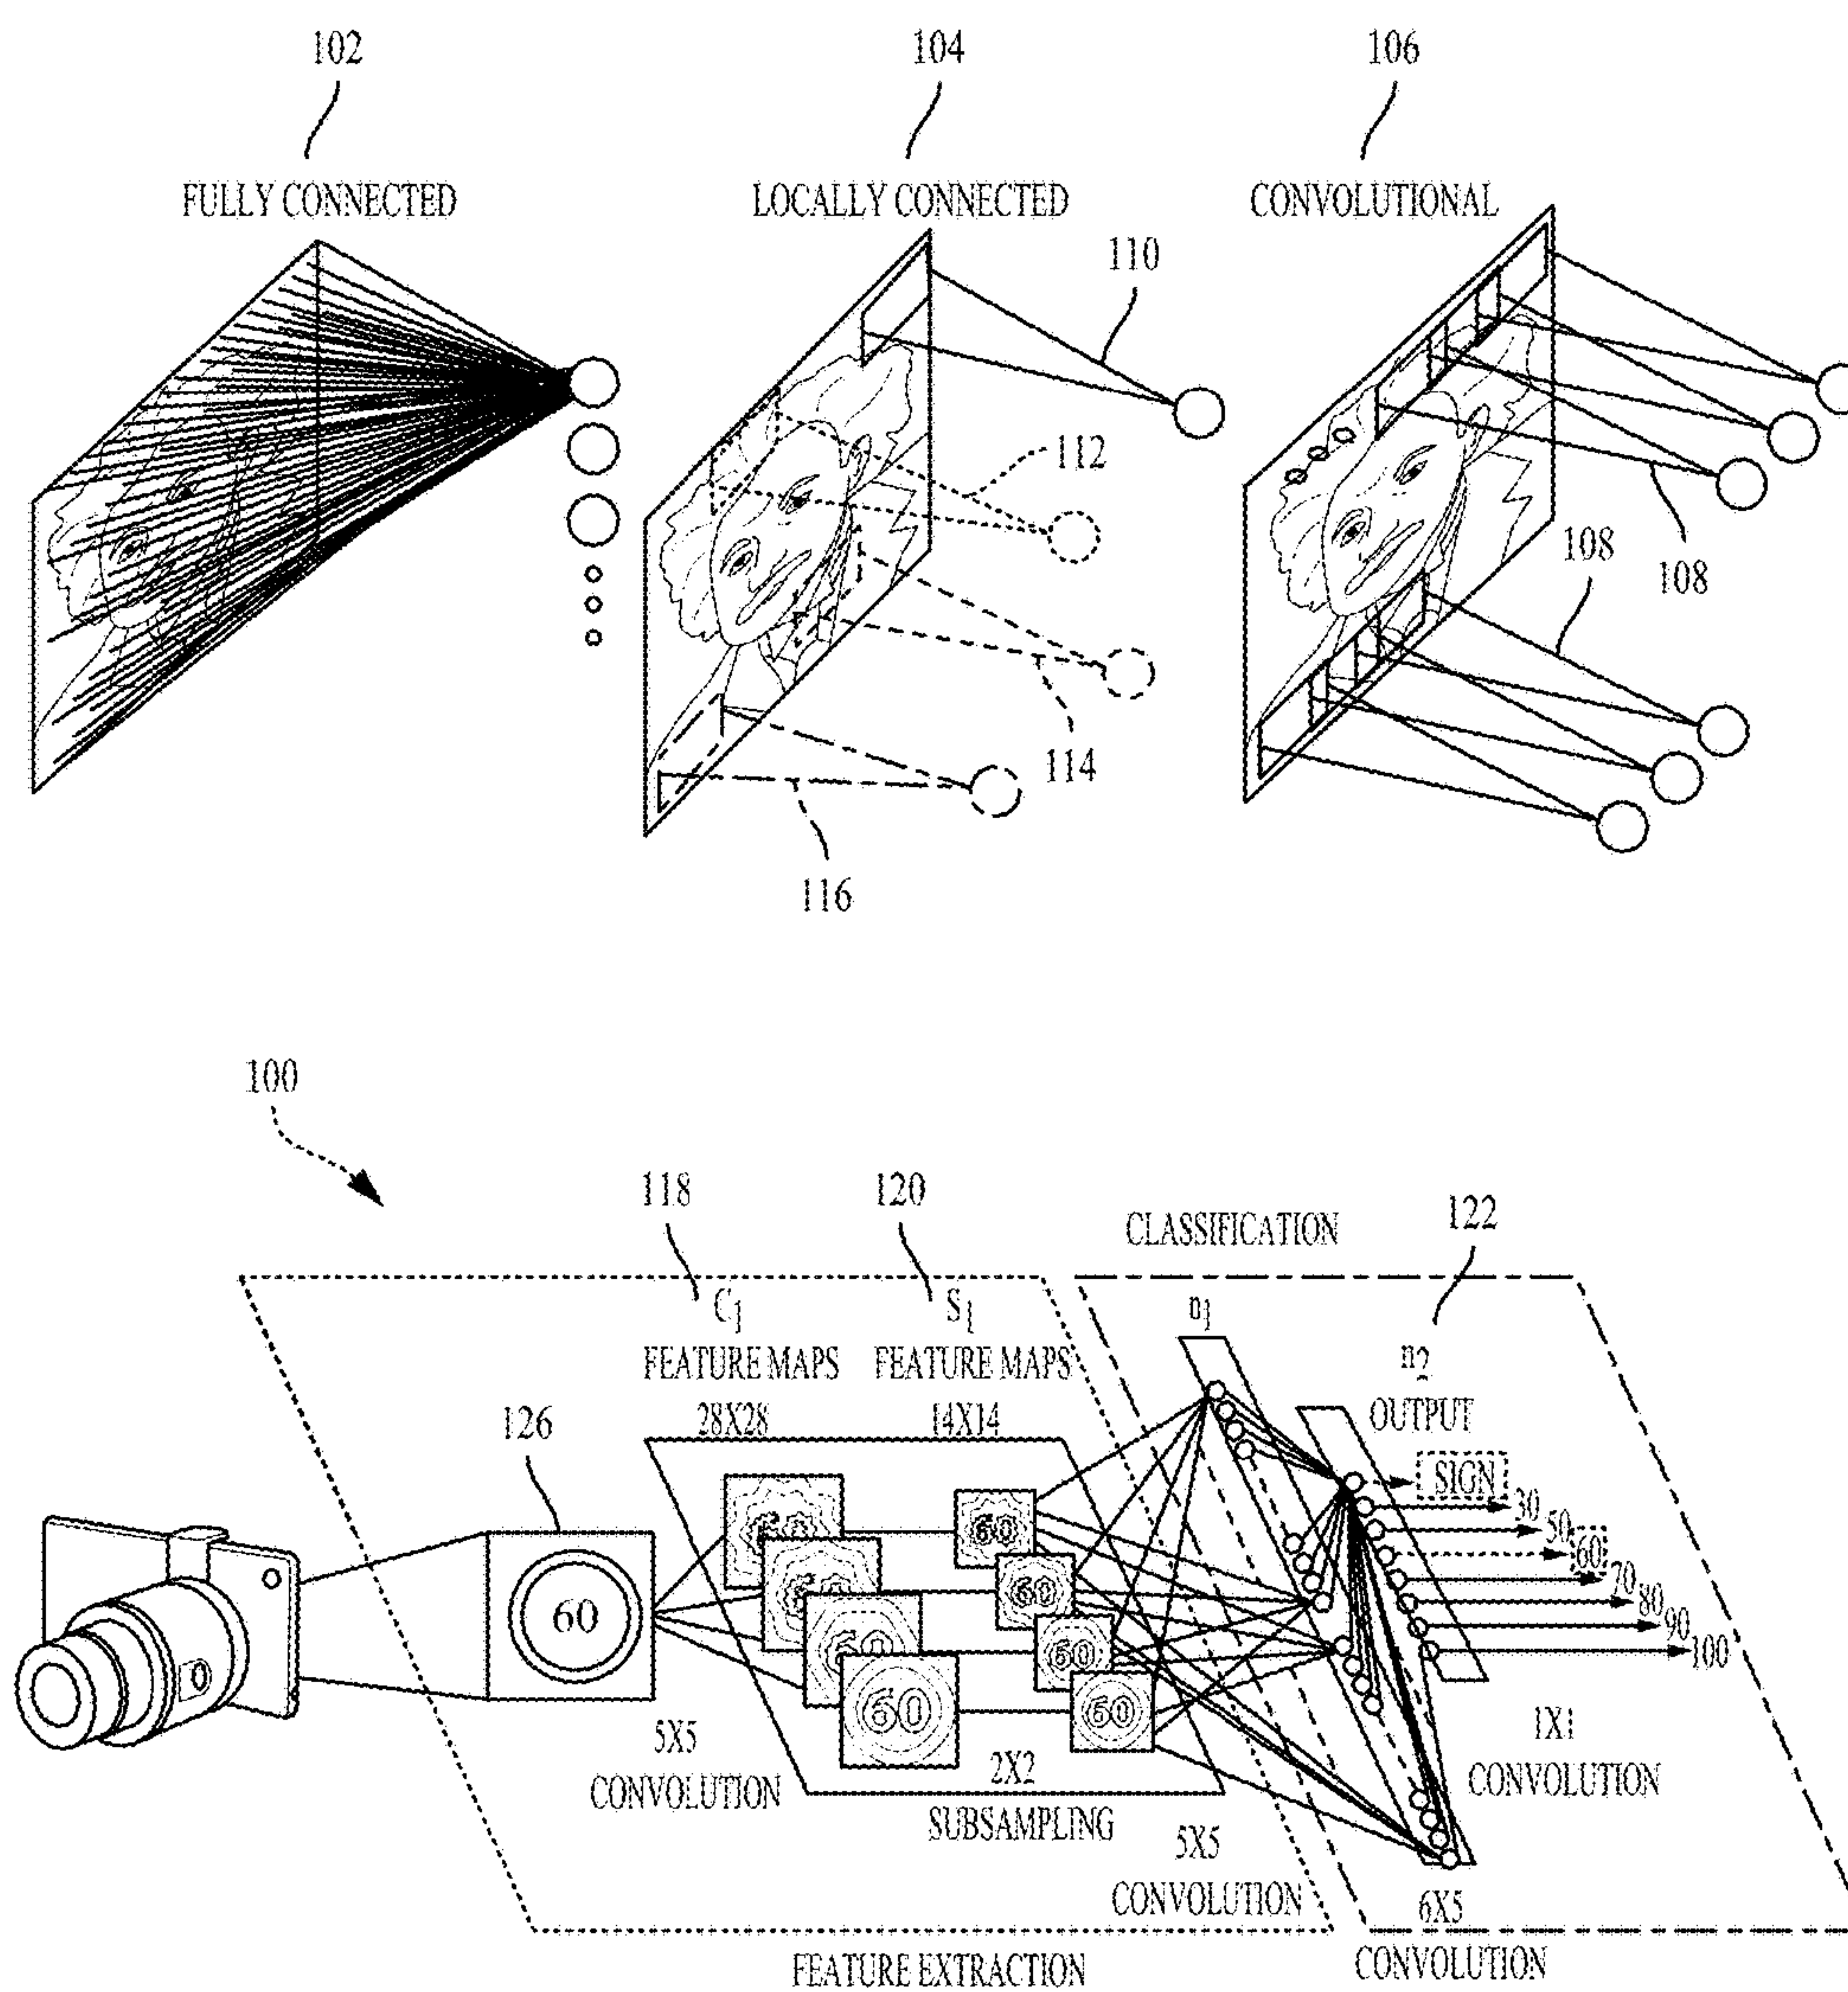 102
104
106
FULLY CONNECTED
LOCALLY CONNECTED
CONVOLUTIONAL
110
112
108
108
114
116
100
118
120
CLASSIFICATION
122
C1
S1
n1
FEATURE MAPS
FEATURE MAPS
n2
28X28
14X14
OUTPUT
126
SIGN
30
50
60
70
80
90
100
60
60
60
60
60
60
60
60
60
5X5
CONVOLUTION
2X2
SUBSAMPLING
1X1
CONVOLUTION
5X5
CONVOLUTION
6X5
CONVOLUTION
FEATURE EXTRACTION